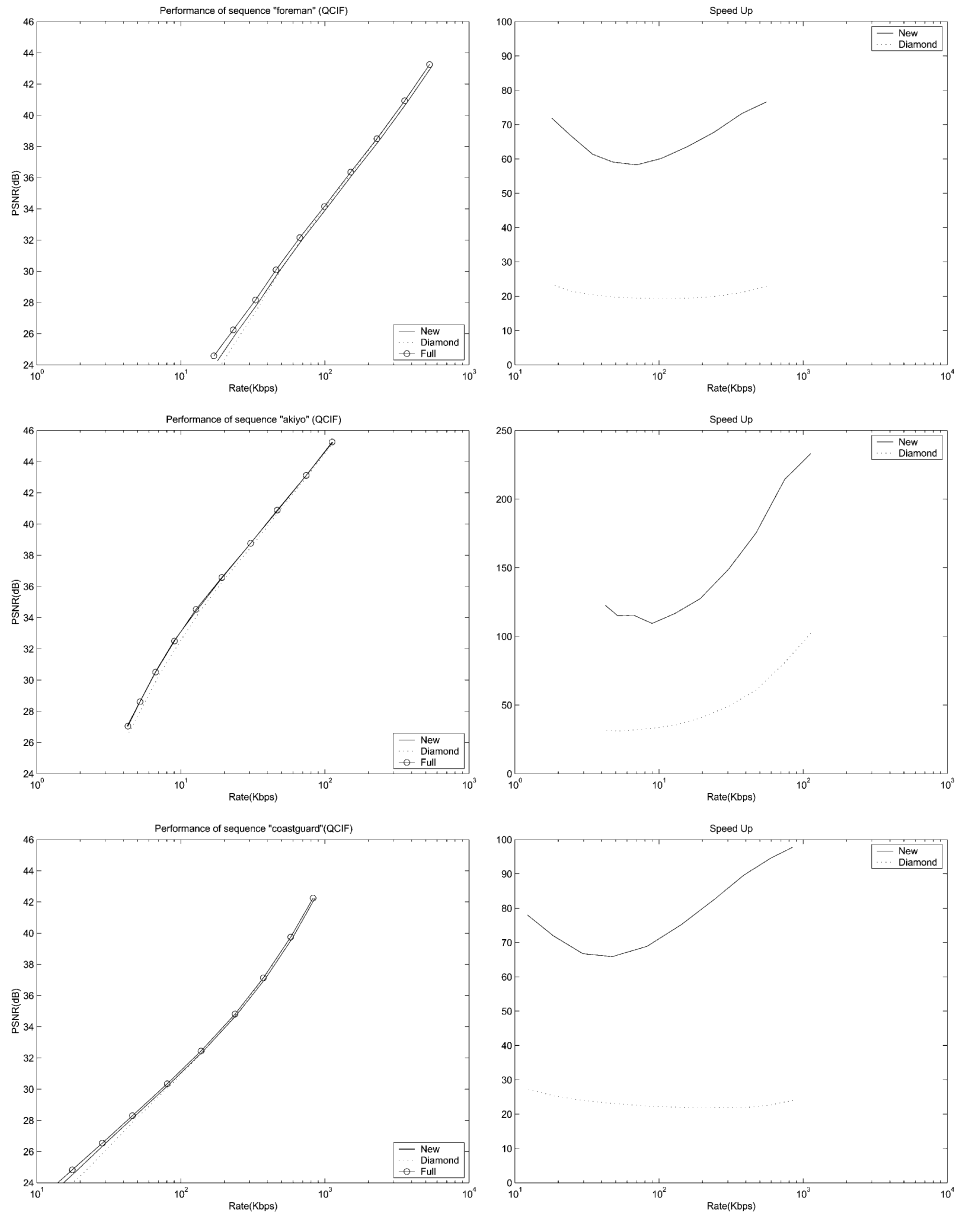 Performance of sequence "foreman" (QCIF)
46
44
42
40
38
36
34
32
30
28
26
24
PSNR(dB)
10^0
10^1
10^2
10^3
Rate(Kbps)
New
Diamond
Full
Speed Up
100
90
80
70
60
50
40
30
20
10
0
10^1
10^2
10^3
10^4
Rate(Kbps)
New
Diamond
Performance of sequence "akiyo" (QCIF)
46
44
42
40
38
36
34
32
30
28
26
24
PSNR(dB)
10^0
10^1
10^2
10^3
Rate(Kbps)
New
Diamond
Full
Speed Up
250
200
150
100
50
0
10^0
10^1
10^2
10^3
Rate(Kbps)
New
Diamond
Performance of sequence "coastguard"(QCIF)
46
44
42
40
38
36
34
32
30
28
26
24
PSNR(dB)
10^1
10^2
10^3
10^4
Rate(Kbps)
New
Diamond
Full
Speed Up
100
90
80
70
60
50
40
30
20
10
0
10^1
10^2
10^3
10^4
Rate(Kbps)
New
Diamond